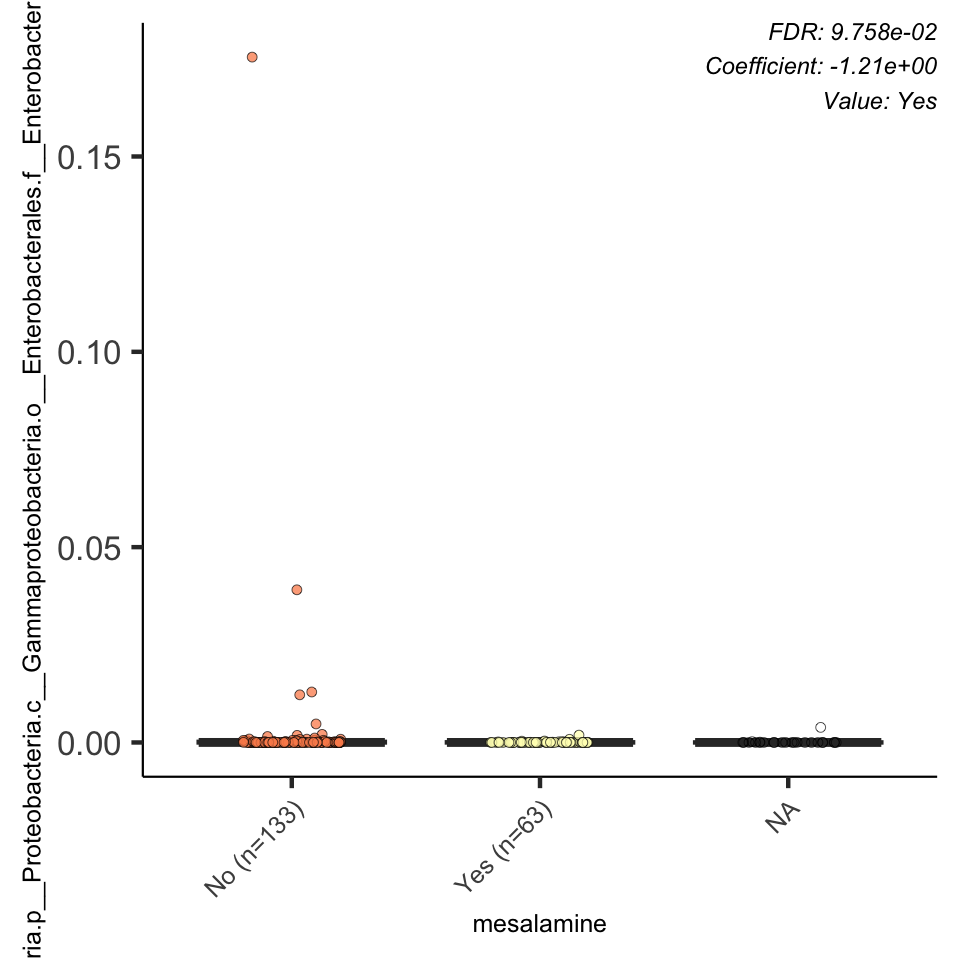 FDR: 9.758e-02
Coefficient: -1.21e+00
Value: Yes
ria.p__Proteobacteria.c__Gammaproteobacteria.o__Enterobacterales.f__Enterobacter
0.15
0.10
0.05
0.00
No (n=133)
Yes (n=63)
NA
mesalamine